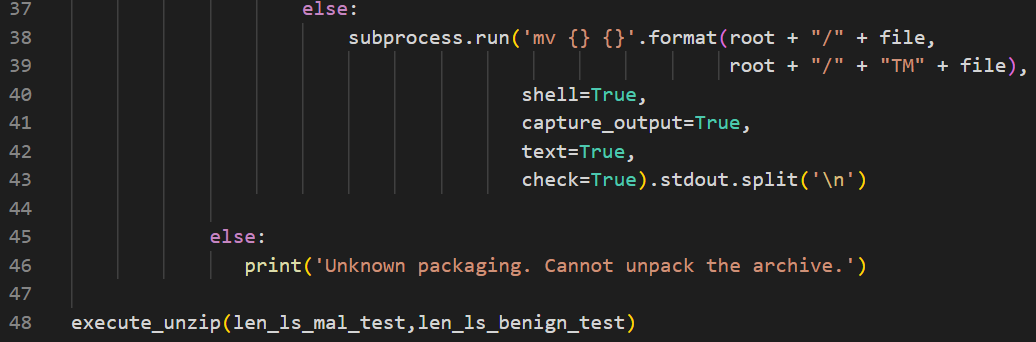 37 else:
38 subprocess.run('mv {} {}'.format(root + "/" + file,
39 root + "/" + "TM" + file),
40 shell=True,
41 capture_output=True,
42 text=True,
43 check=True).stdout.split('\n')
44
45 else:
46 print('Unknown packaging. Cannot unpack the archive.')
47
48 execute_unzip(len_ls_mal_test,len_ls_benign_test)